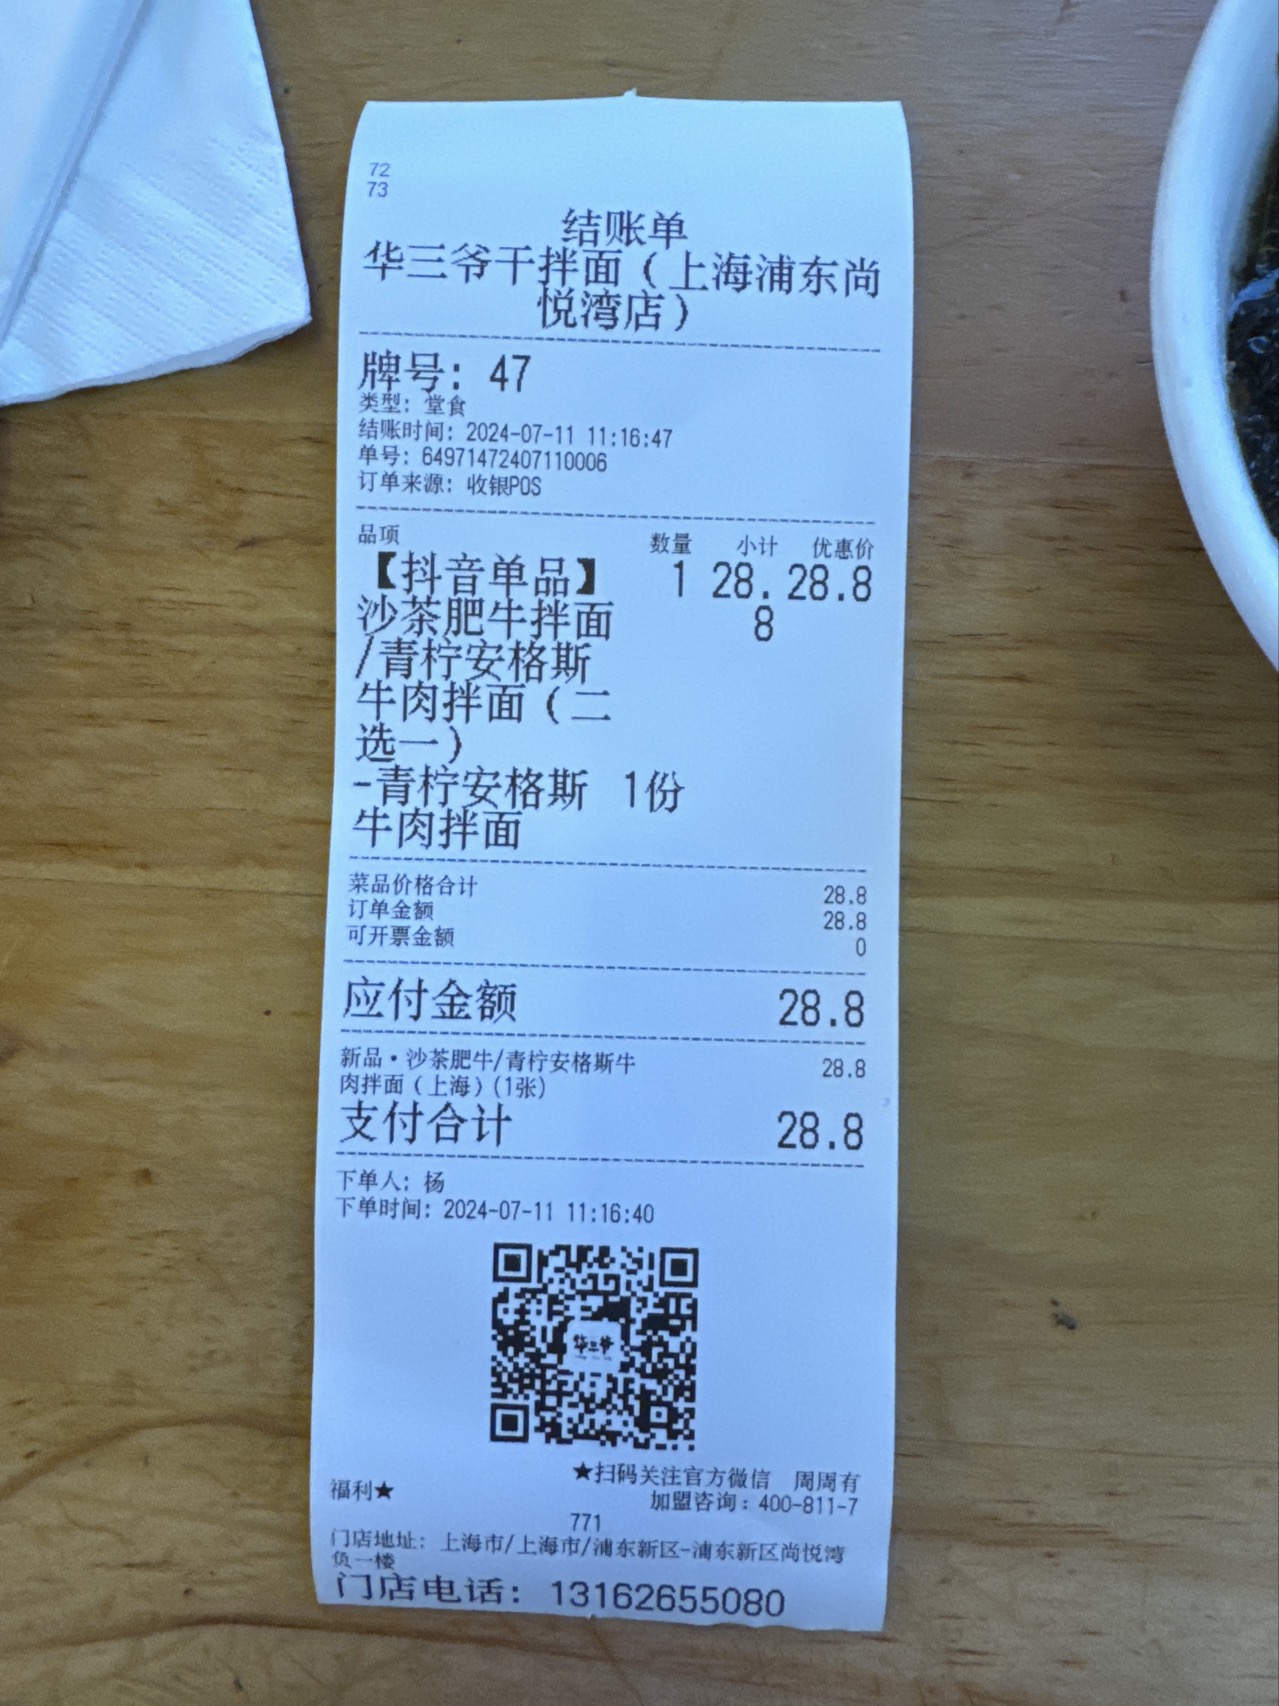 72
73
结账单
华三爷干拌面（上海浦东尚
悦湾店）
牌号：47
类型：堂食
结账时间：2024-07-11 11:16:47
单号：64971472407110006
订单来源：收银POS
品项 数量 小计 优惠价
【抖音单品】 1 28. 28.8
沙茶肥牛拌面 8
/青柠安格斯
牛肉拌面（二
选一）
-青柠安格斯 1份
牛肉拌面
菜品价格合计 28.8
订单金额 28.8
可开票金额 0
应付金额 28.8
新品·沙茶肥牛/青柠安格斯牛 28.8
肉拌面（上海）(1张)
支付合计 28.8
下单人：杨
下单时间：2024-07-11 11:16:40
华三爷
★扫码关注官方微信 周周有
福利★ 加盟咨询：400-811-7
771
门店地址：上海市/上海市/浦东新区-浦东新区尚悦湾
负一楼
门店电话：13162655080